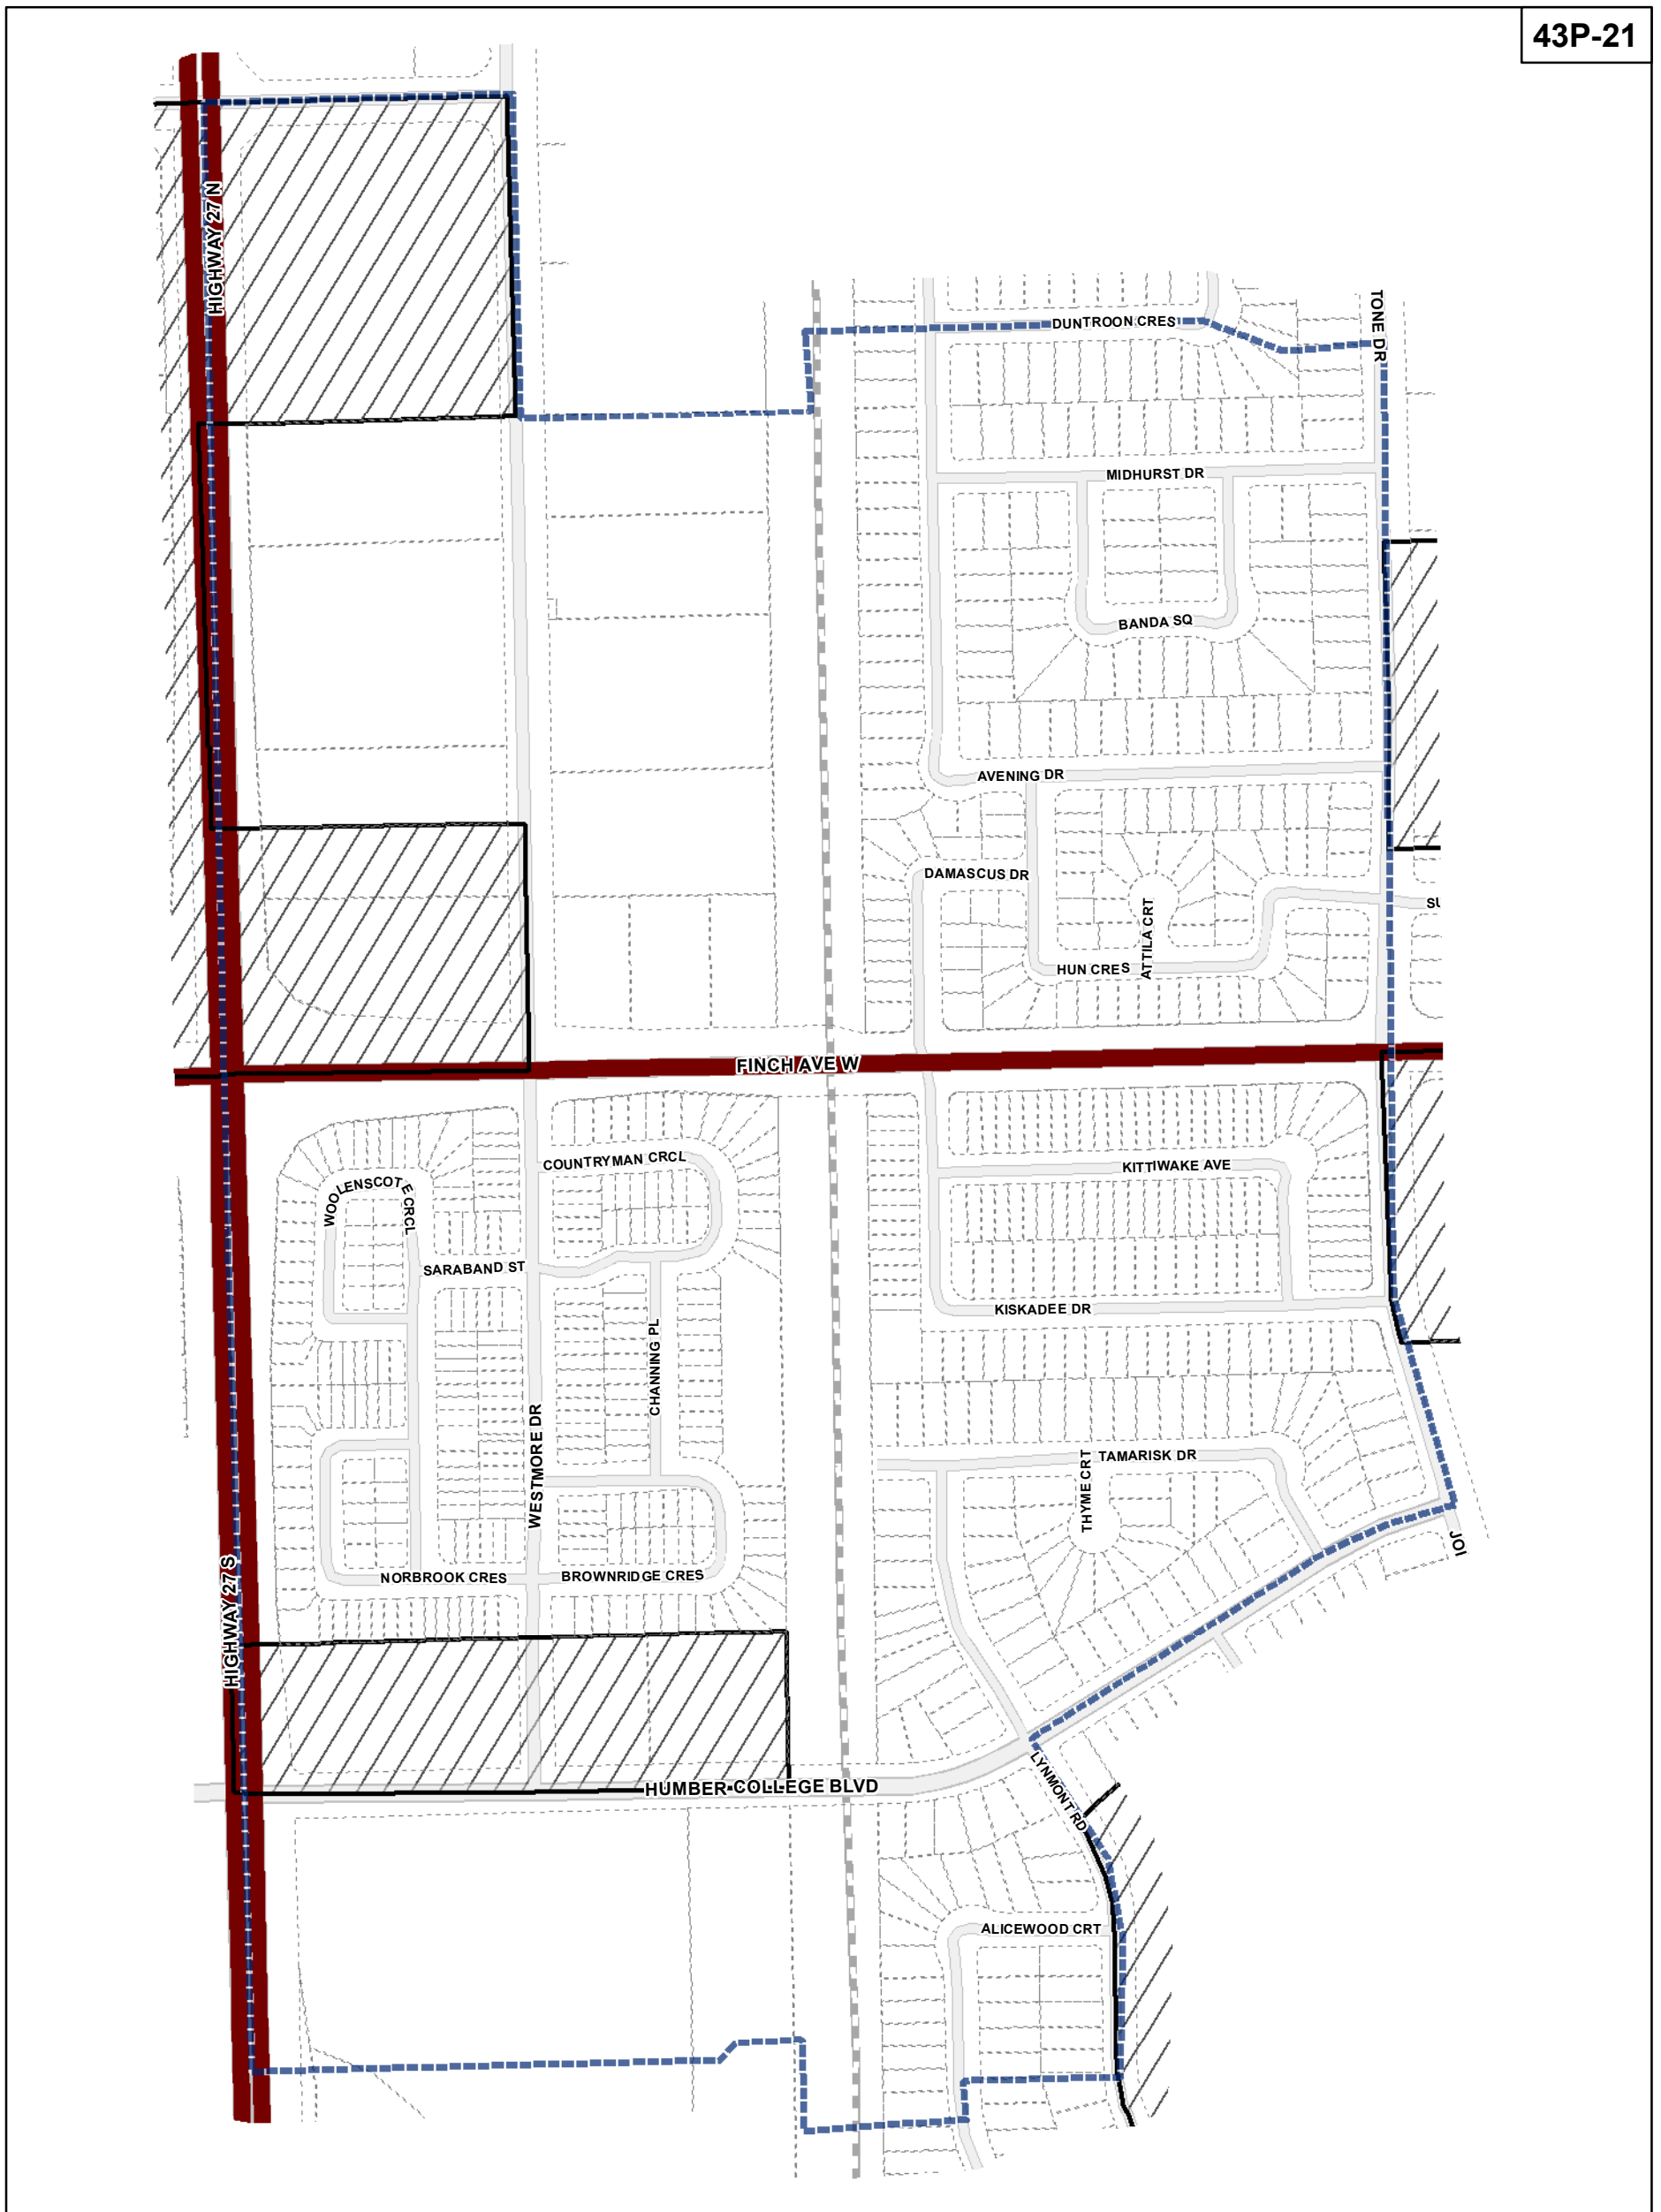 43P-21
HIGHWAY 27 N
TONE DR
DUNTROON CRES
MIDHURST DR
BANDA SQ
AVENING DR
DAMASCUS DR
SU
ATTILA CRT
HUN CRES
FINCH AVE W
COUNTRYMAN CRCL
KITTIWAKE AVE
WOOLENSCOTE CRCL
SARABAND ST
KISKADEE DR
CHANNING PL
WESTMORE DR
TAMARISK DR
THYME CRT
JOI
HIGHWAY 27 S
NORBROOK CRES
BROWNRIDGE CRES
HUMBER COLLEGE BLVD
LYNMONT RD
ALICEWOOD CRT